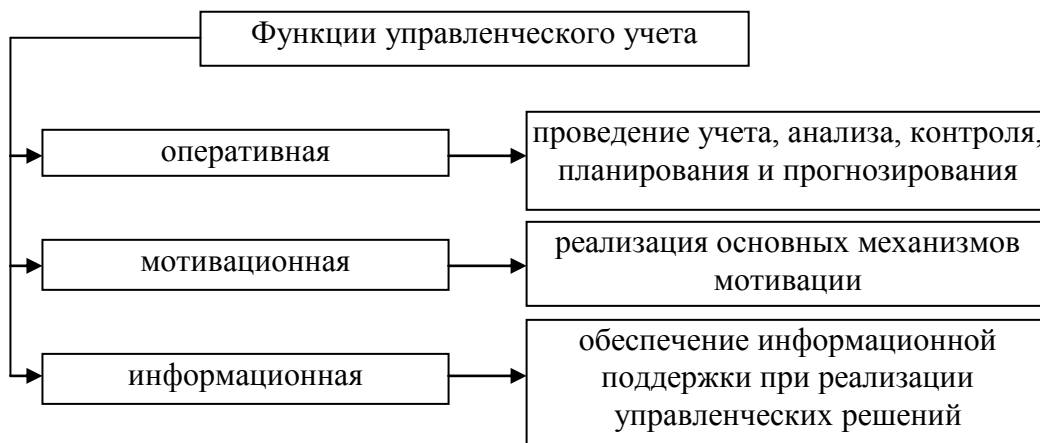 Функции управленческого учета
оперативная
проведение учета, анализа, контроля,
планирования и прогнозирования
мотивационная
реализация основных механизмов
мотивации
информационная
обеспечение информационной
поддержки при реализации
управленческих решений